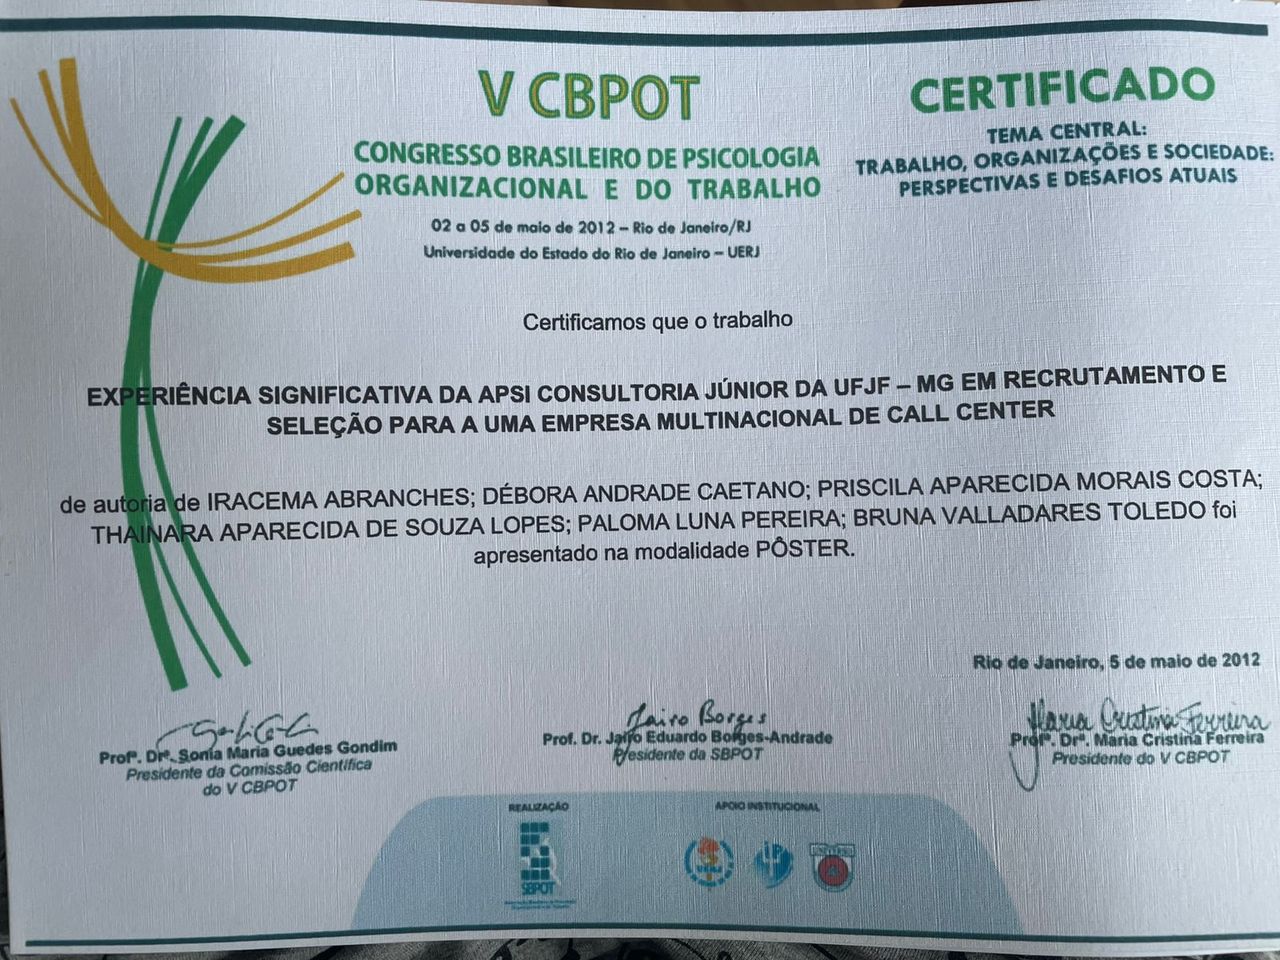 V CBPOT
CONGRESSO BRASILEIRO DE PSICOLOGIA
ORGANIZACIONAL E DO TRABALHO
02 a 05 de maio de 2012 – Rio de Janeiro/RJ
Universidade do Estado do Rio de Janeiro – UERJ
CERTIFICADO
TEMA CENTRAL:
TRABALHO, ORGANIZAÇÕES E SOCIEDADE:
PERSPECTIVAS E DESAFIOS ATUAIS
Certificamos que o trabalho
EXPERIÊNCIA SIGNIFICATIVA DA APSI CONSULTORIA JÚNIOR DA UFJF – MG EM RECRUTAMENTO E
SELEÇÃO PARA A UMA EMPRESA MULTINACIONAL DE CALL CENTER
de autoria de IRACEMA ABRANCHES; DÉBORA ANDRADE CAETANO; PRISCILA APARECIDA MORAIS COSTA;
THAINARA APARECIDA DE SOUZA LOPES; PALOMA LUNA PEREIRA; BRUNA VALLADARES TOLEDO foi
apresentado na modalidade PÔSTER.
Rio de Janeiro, 5 de maio de 2012
Profª. Drª. Sonia Maria Guedes Gondim
Presidente da Comissão Científica
do V CBPOT
Jairo Borges
Prof. Dr. Jairo Eduardo Borges-Andrade
Presidente da SBPOT
Maria Cristina Ferreira
Profª. Drª. Maria Cristina Ferreira
Presidente do V CBPOT
REALIZAÇÃO
SBPOT
APOIO INSTITUCIONAL